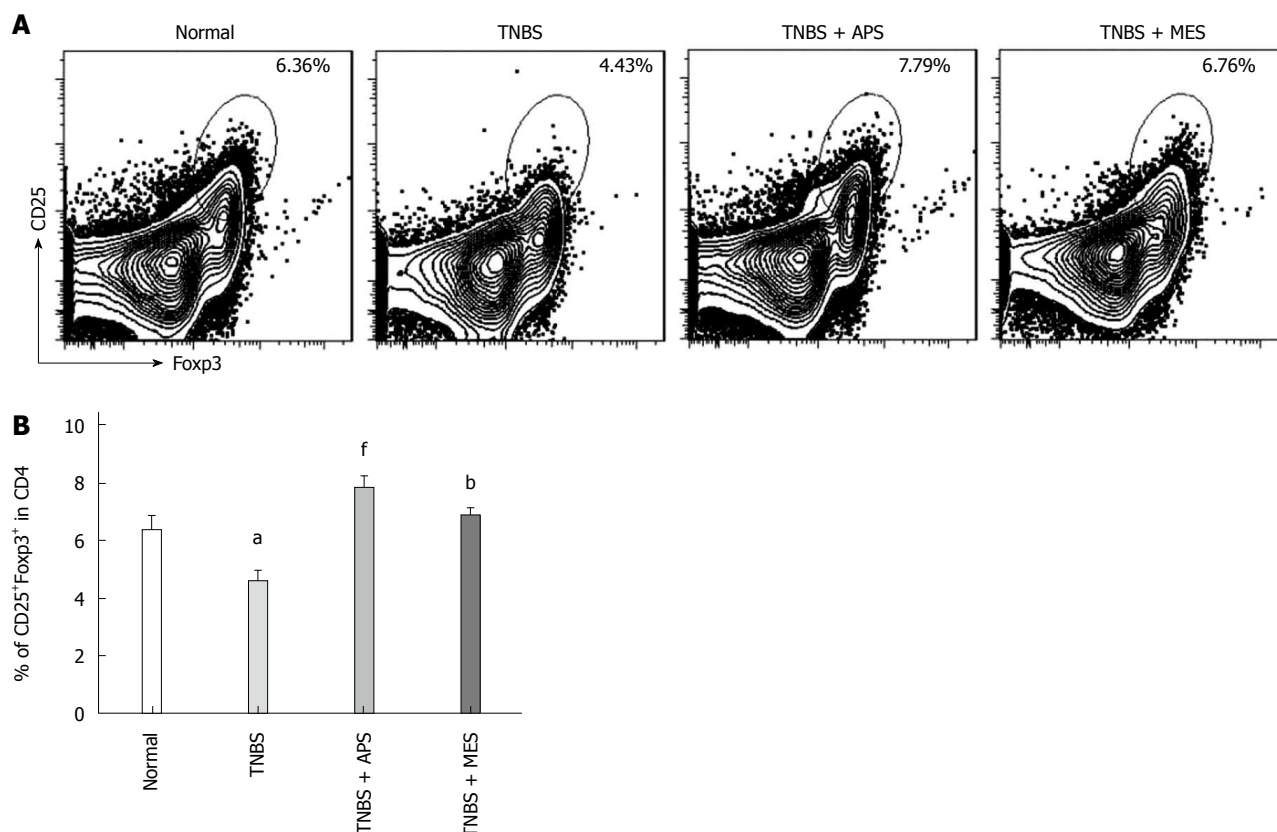 A
Normal
TNBS
TNBS + APS
TNBS + MES
6.36%
4.43%
7.79%
6.76%
CD25
Foxp3
B
% of CD25⁺Foxp3⁺ in CD4
10
8
6
4
2
0
a
f
b
Normal
TNBS
TNBS + APS
TNBS + MES